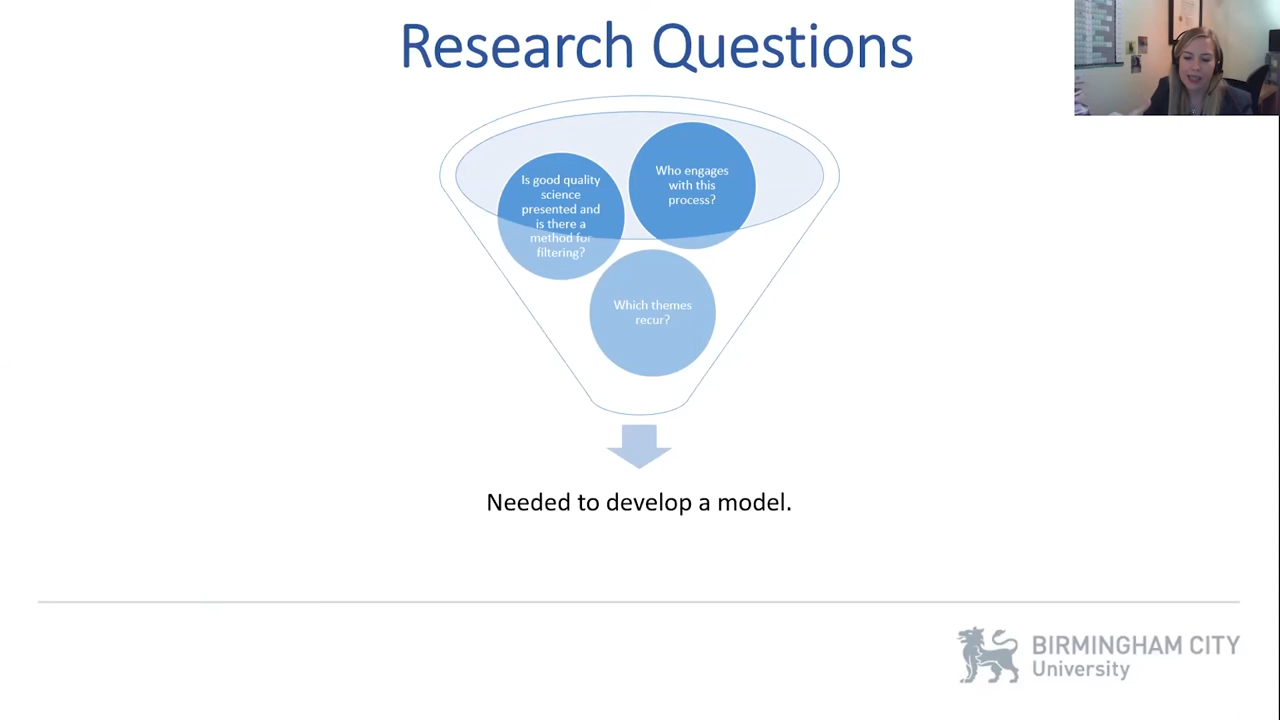 Research Questions
Is good quality
science
presented and
is there a
method for
filtering?
Who engages
with this
process?
Which themes
recur?
Needed to develop a model.
BIRMINGHAM CITY
University